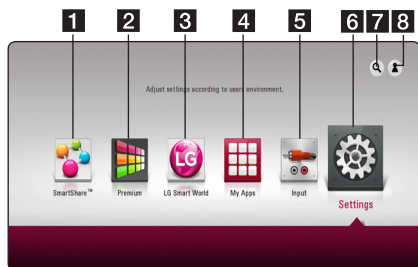 1 2 3 4 5 6 7 8
Adjust settings according to users environment.
LG
SmartShare™ Premium LG Smart World My Apps Input
Settings